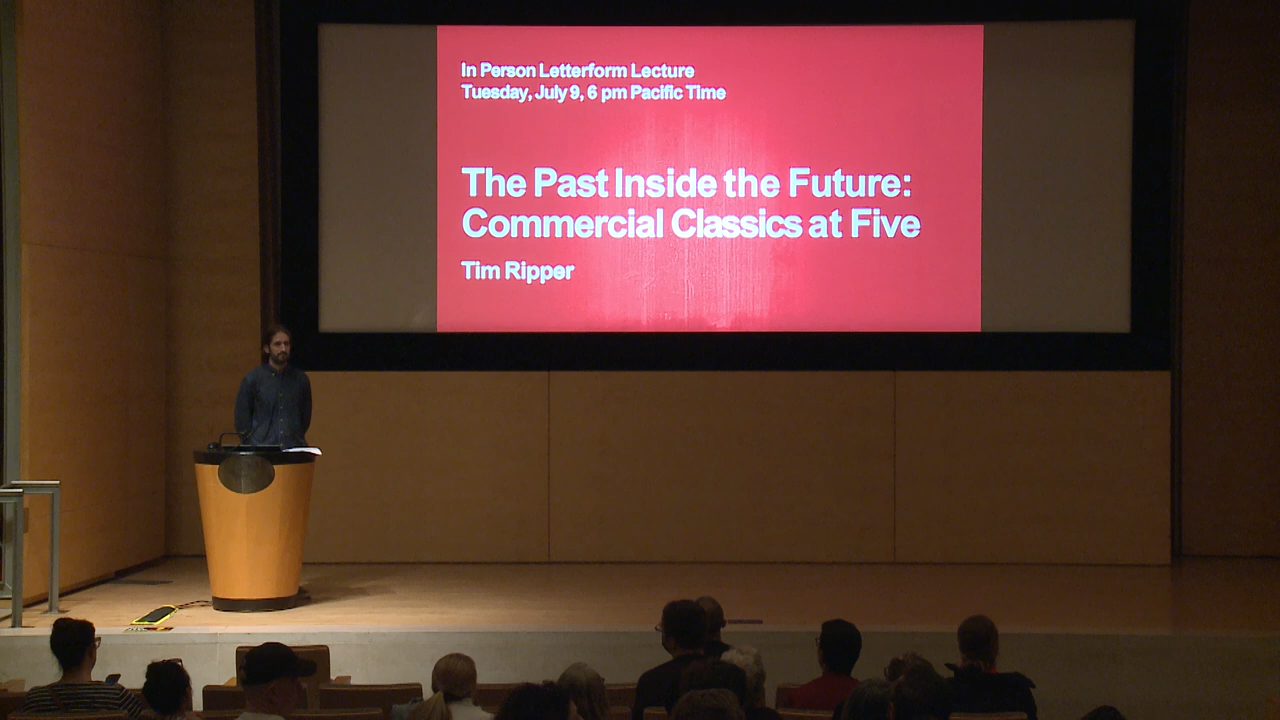 In Person Letterform Lecture
Tuesday, July 9, 6 pm Pacific Time
The Past Inside the Future:
Commercial Classics at Five
Tim Ripper